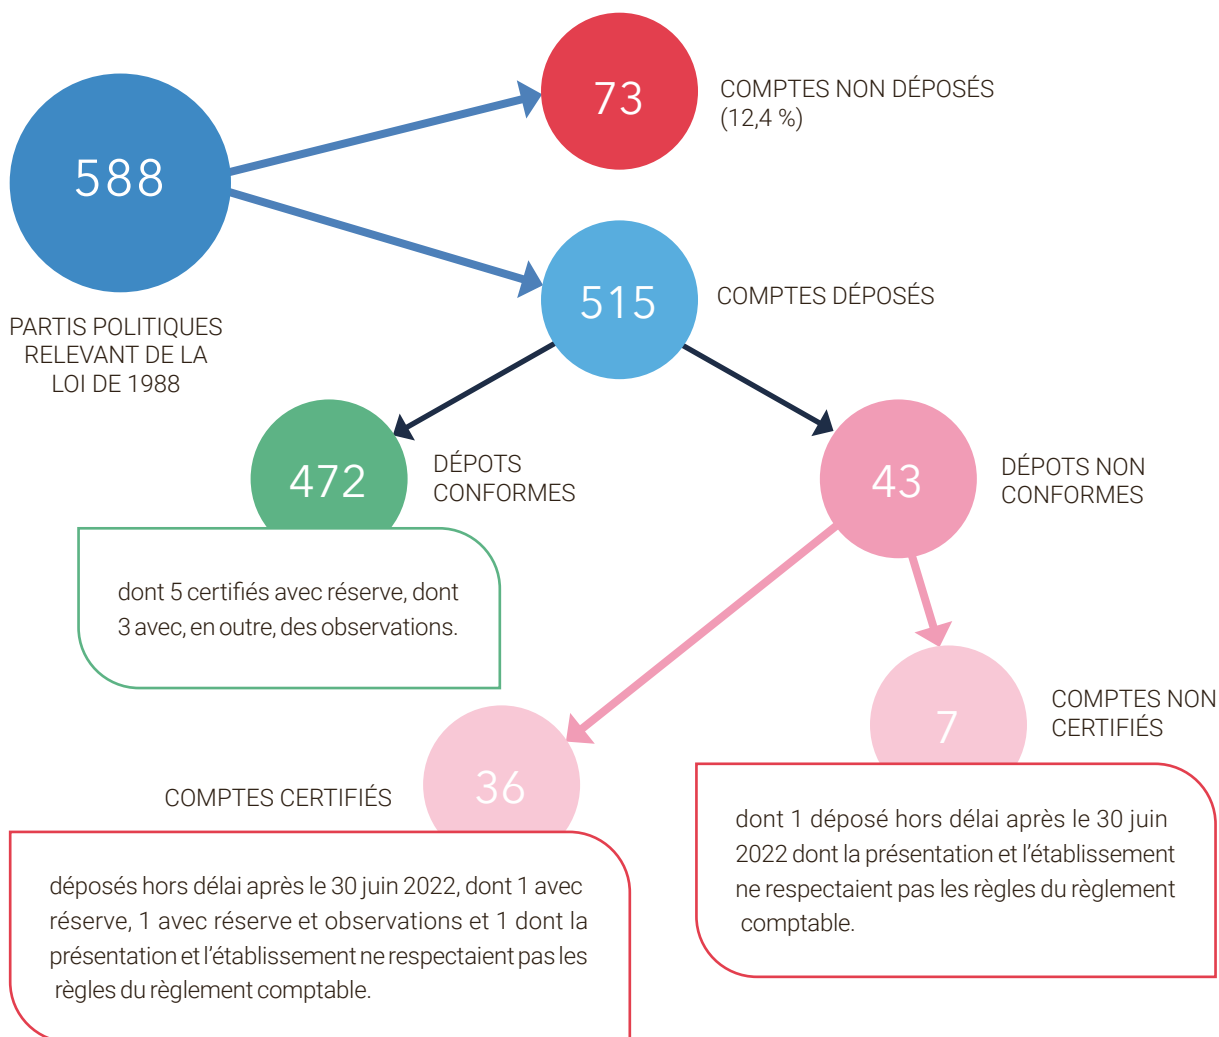 588
PARTIS POLITIQUES
RELEVANT DE LA
LOI DE 1988
73
COMPTES NON DÉPOSÉS
(12,4 %)
515
COMPTES DÉPOSÉS
472
DÉPOTS
CONFORMES
dont 5 certifiés avec réserve, dont
3 avec, en outre, des observations.
43
DÉPOTS NON
CONFORMES
36
COMPTES CERTIFIÉS
déposés hors délai après le 30 juin 2022, dont 1 avec
réserve, 1 avec réserve et observations et 1 dont la
présentation et l'établissement ne respectaient pas les
règles du règlement comptable.
7
COMPTES NON
CERTIFIÉS
dont 1 déposé hors délai après le 30 juin
2022 dont la présentation et l'établissement
ne respectaient pas les règles du règlement
comptable.